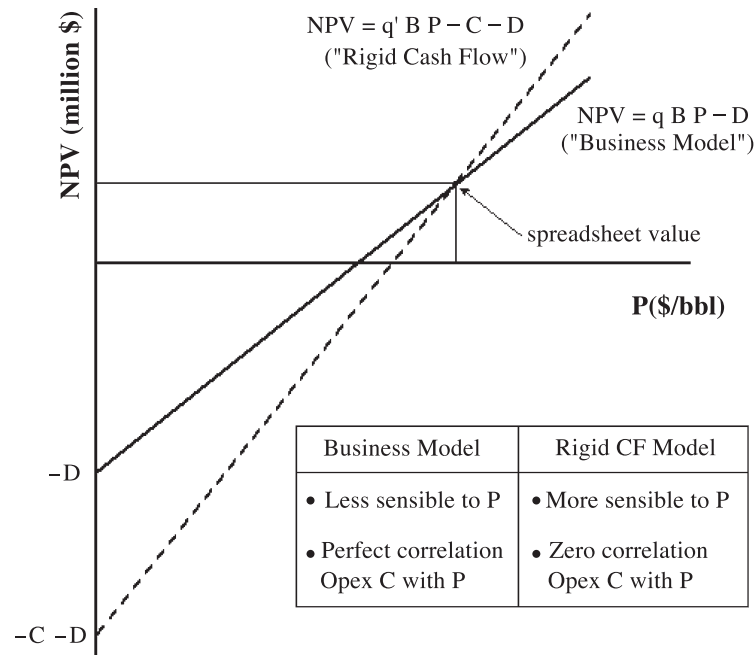 NPV = q' B P – C – D
("Rigid Cash Flow")
NPV (million $)
NPV = q B P – D
("Business Model")
spreadsheet value
P($/bbl)
–D
Business Model
Rigid CF Model
• Less sensible to P
• More sensible to P
• Perfect correlation
Opex C with P
• Zero correlation
Opex C with P
–C –D